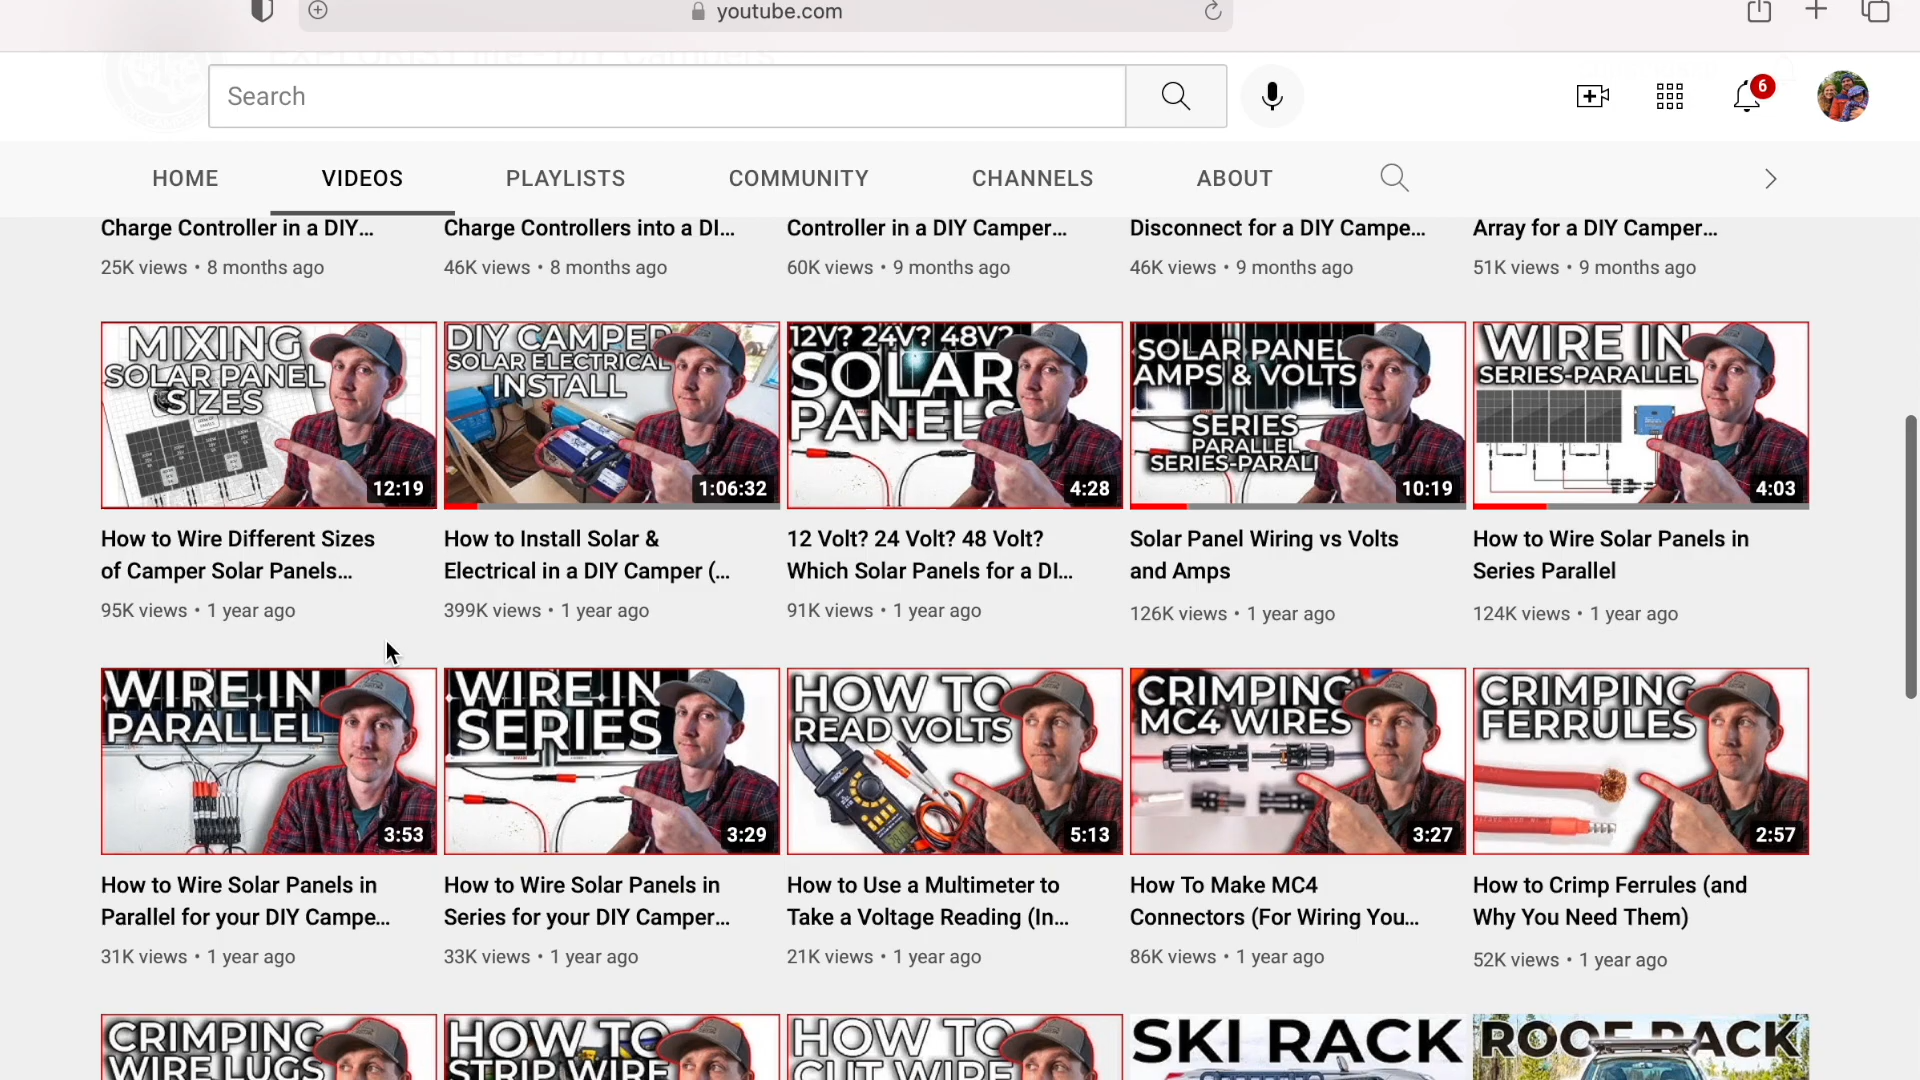 youtube.com
Search
6
HOME VIDEOS PLAYLISTS COMMUNITY CHANNELS ABOUT
Charge Controller in a DIY...
25K views • 8 months ago
Charge Controllers into a DI...
46K views • 8 months ago
Controller in a DIY Camper...
60K views • 9 months ago
Disconnect for a DIY Campe...
46K views • 9 months ago
Array for a DIY Camper...
51K views • 9 months ago
MIXING
SOLAR PANEL
SIZES
12:19
How to Wire Different Sizes
of Camper Solar Panels...
95K views • 1 year ago
DIY CAMPER
SOLAR ELECTRICAL
INSTALL
1:06:32
How to Install Solar &
Electrical in a DIY Camper (...
399K views • 1 year ago
12V? 24V? 48V?
SOLAR
PANELS
4:28
12 Volt? 24 Volt? 48 Volt?
Which Solar Panels for a DI...
91K views • 1 year ago
SOLAR PANEL
AMPS & VOLTS
SERIES
PARALLEL
SERIES-PARALL
10:19
Solar Panel Wiring vs Volts
and Amps
126K views • 1 year ago
WIRE IN
SERIES-PARALLEL
4:03
How to Wire Solar Panels in
Series Parallel
124K views • 1 year ago
WIRE IN
PARALLEL
3:53
How to Wire Solar Panels in
Parallel for your DIY Campe...
31K views • 1 year ago
WIRE IN
SERIES
3:29
How to Wire Solar Panels in
Series for your DIY Camper...
33K views • 1 year ago
HOW TO
READ VOLTS
5:13
How to Use a Multimeter to
Take a Voltage Reading (In...
21K views • 1 year ago
CRIMPING
MC4 WIRES
3:27
How To Make MC4
Connectors (For Wiring You...
86K views • 1 year ago
CRIMPING
FERRULES
2:57
How to Crimp Ferrules (and
Why You Need Them)
52K views • 1 year ago
CRIMPING
WIRE LUGS
HOW TO
STRIP WIRE
HOW TO
CUT WIRE
SKI RACK
ROOF RACK